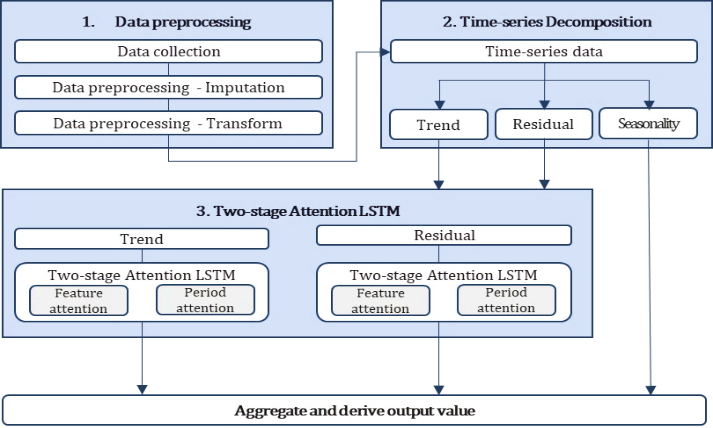 1. Data preprocessing
Data collection
Data preprocessing - Imputation
Data preprocessing - Transform
2. Time-series Decomposition
Time-series data
Trend
Residual
Seasonality
3. Two-stage Attention LSTM
Trend
Two-stage Attention LSTM
Feature
attention
Period
attention
Residual
Two-stage Attention LSTM
Feature
attention
Period
attention
Aggregate and derive output value